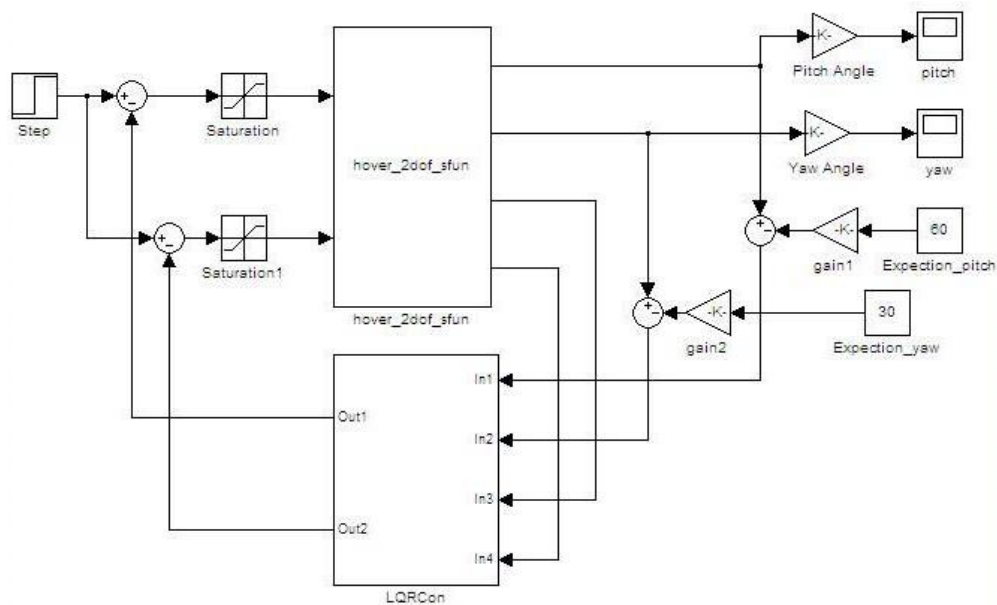 K-
Pitch Angle
pitch
Step
+
-
Saturation
hover_2dof_sfun
K-
Yaw Angle
yaw
+
-
Saturation1
hover_2dof_sfun
+
-
-K-
gain1
60
Expection_pitch
+
-
-K-
gain2
30
Expection_yaw
In1
Out1
In2
In3
Out2
In4
LQRCon